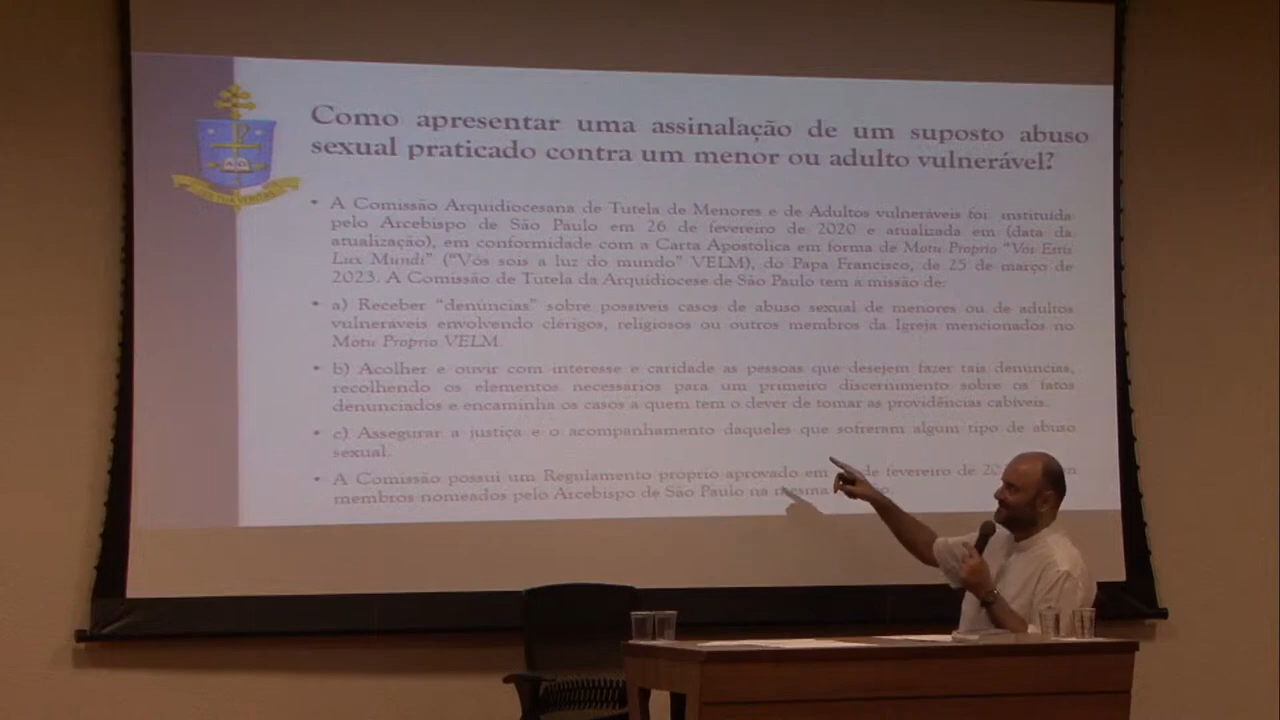 Como apresentar uma assinalação de um suposto abuso
sexual praticado contra um menor ou adulto vulnerável?
• A Comissão Arquidiocesana de Tutela de Menores e de Adultos vulneráveis foi instituída
pelo Arcebispo de São Paulo em 26 de fevereiro de 2020 e atualizada em (data da
atualização), em conformidade com a Carta Apostólica em forma de Motu Proprio “Vos Estis
Lux Mundi” (“Vós sois a luz do mundo” VELM), do Papa Francisco, de 25 de março de
2023. A Comissão de Tutela da Arquidiocese de São Paulo tem a missão de:
• a) Receber “denúncias” sobre possíveis casos de abuso sexual de menores ou de adultos
vulneráveis envolvendo clérigos, religiosos ou outros membros da Igreja mencionados no
Motu Proprio VELM.
• b) Acolher e ouvir com interesse e caridade as pessoas que desejem fazer tais denúncias,
recolhendo os elementos necessários para um primeiro discernimento sobre os fatos
denunciados e encaminha os casos a quem tem o dever de tomar as providências cabíveis.
• c) Assegurar a justiça e o acompanhamento daqueles que sofreram algum tipo de abuso
sexual.
• A Comissão possui um Regulamento próprio aprovado em de fevereiro de
membros nomeados pelo Arcebispo de São Paulo na mesma